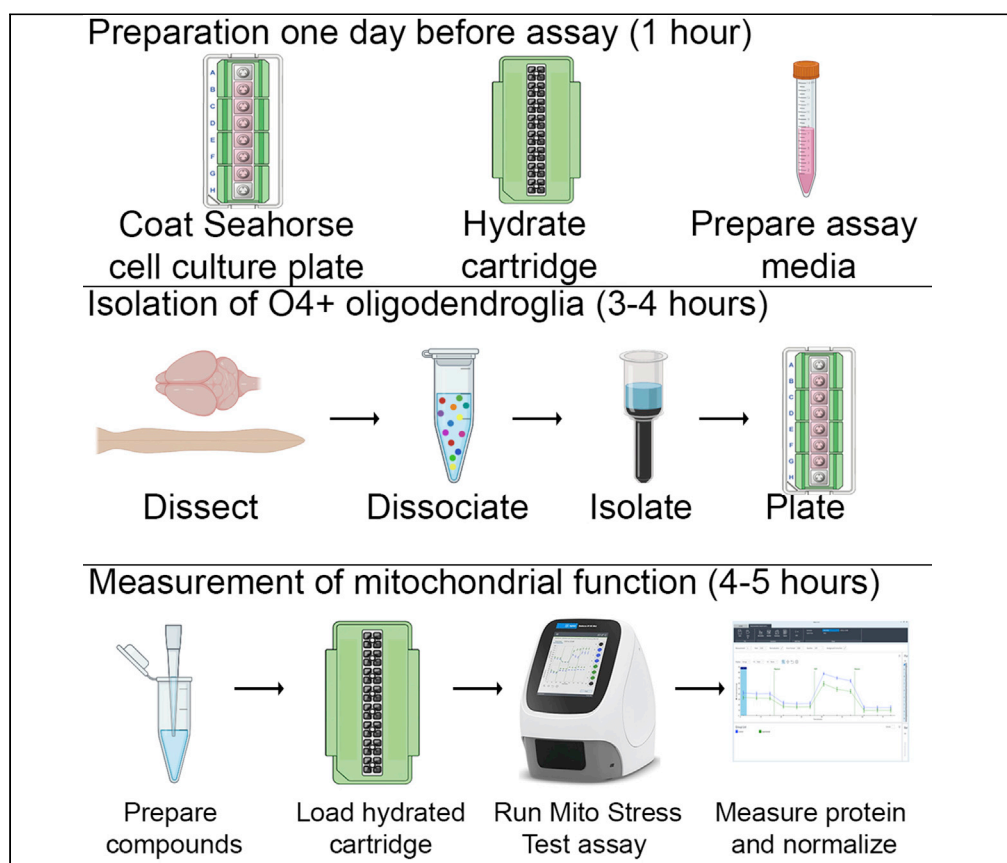 Preparation one day before assay (1 hour)
A
B
C
D
E
F
G
H
Coat Seahorse
cell culture plate
Hydrate
cartridge
Prepare assay
media
Isolation of O4+ oligodendroglia (3-4 hours)
A
B
C
D
E
F
G
H
Dissect
Dissociate
Isolate
Plate
Measurement of mitochondrial function (4-5 hours)
Prepare
compounds
Load hydrated
cartridge
Run Mito Stress
Test assay
Measure protein
and normalize